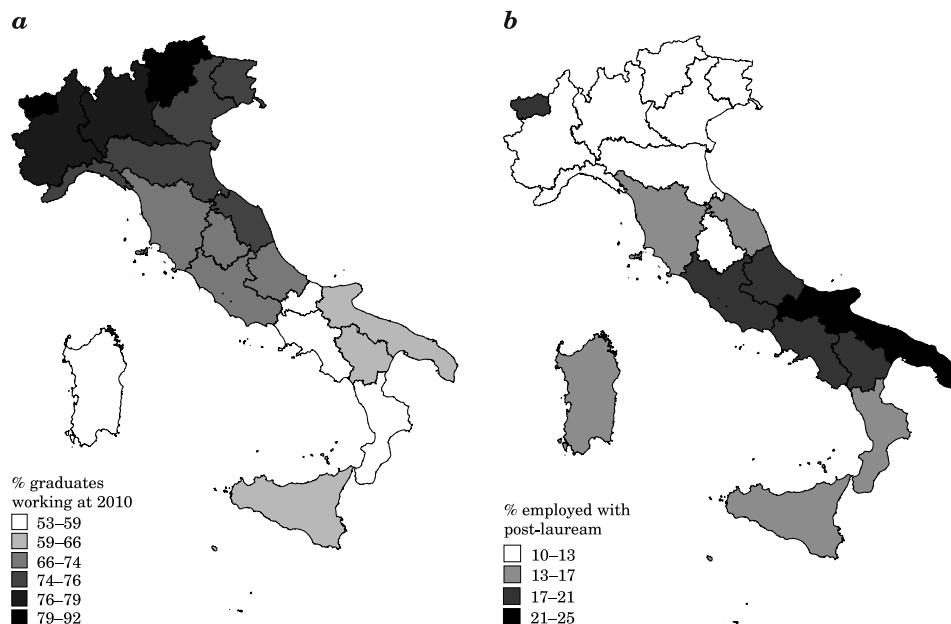 a
b
% graduates
working at 2010
53–59
59–66
66–74
74–76
76–79
79–92
% employed with
post-lauream
10–13
13–17
17–21
21–25